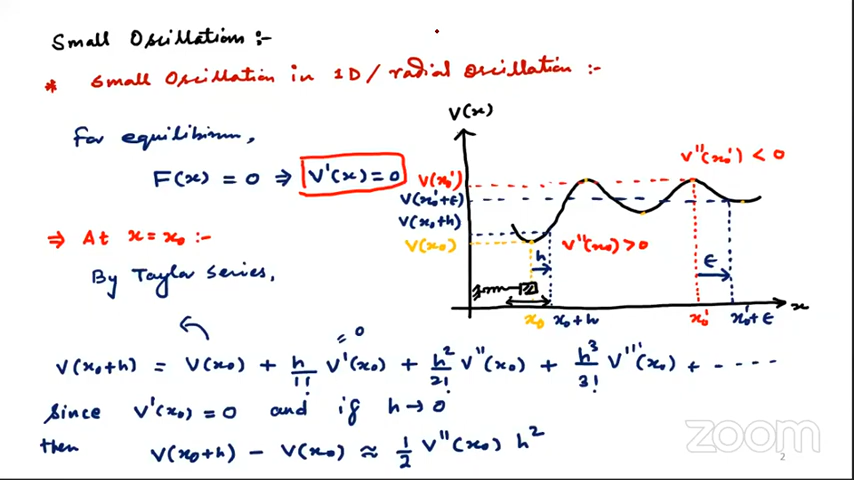 Small Oscillation :-
* Small Oscillation in 1D / radial Oscillation :-
For equilibium,
F(x) = 0 ⇒ V'(x) = 0
⇒ At x = x₀ :-
By Taylor series,
V(x)
V(x₀')
V(x₀'+ε)
V(x₀+h)
V(x₀)
V''(x₀') < 0
V''(x₀) > 0
h
ε
m
x₀
x₀+h
x₀'
x₀'+ε
x
= 0
V(x₀+h) = V(x₀) + h/1! V'(x₀) + h²/2! V''(x₀) + h³/3! V'''(x₀) + - - - - -
Since V'(x₀) = 0 and if h → 0
then V(x₀+h) - V(x₀) ≈ 1/2 V''(x₀) h²
zoom
2